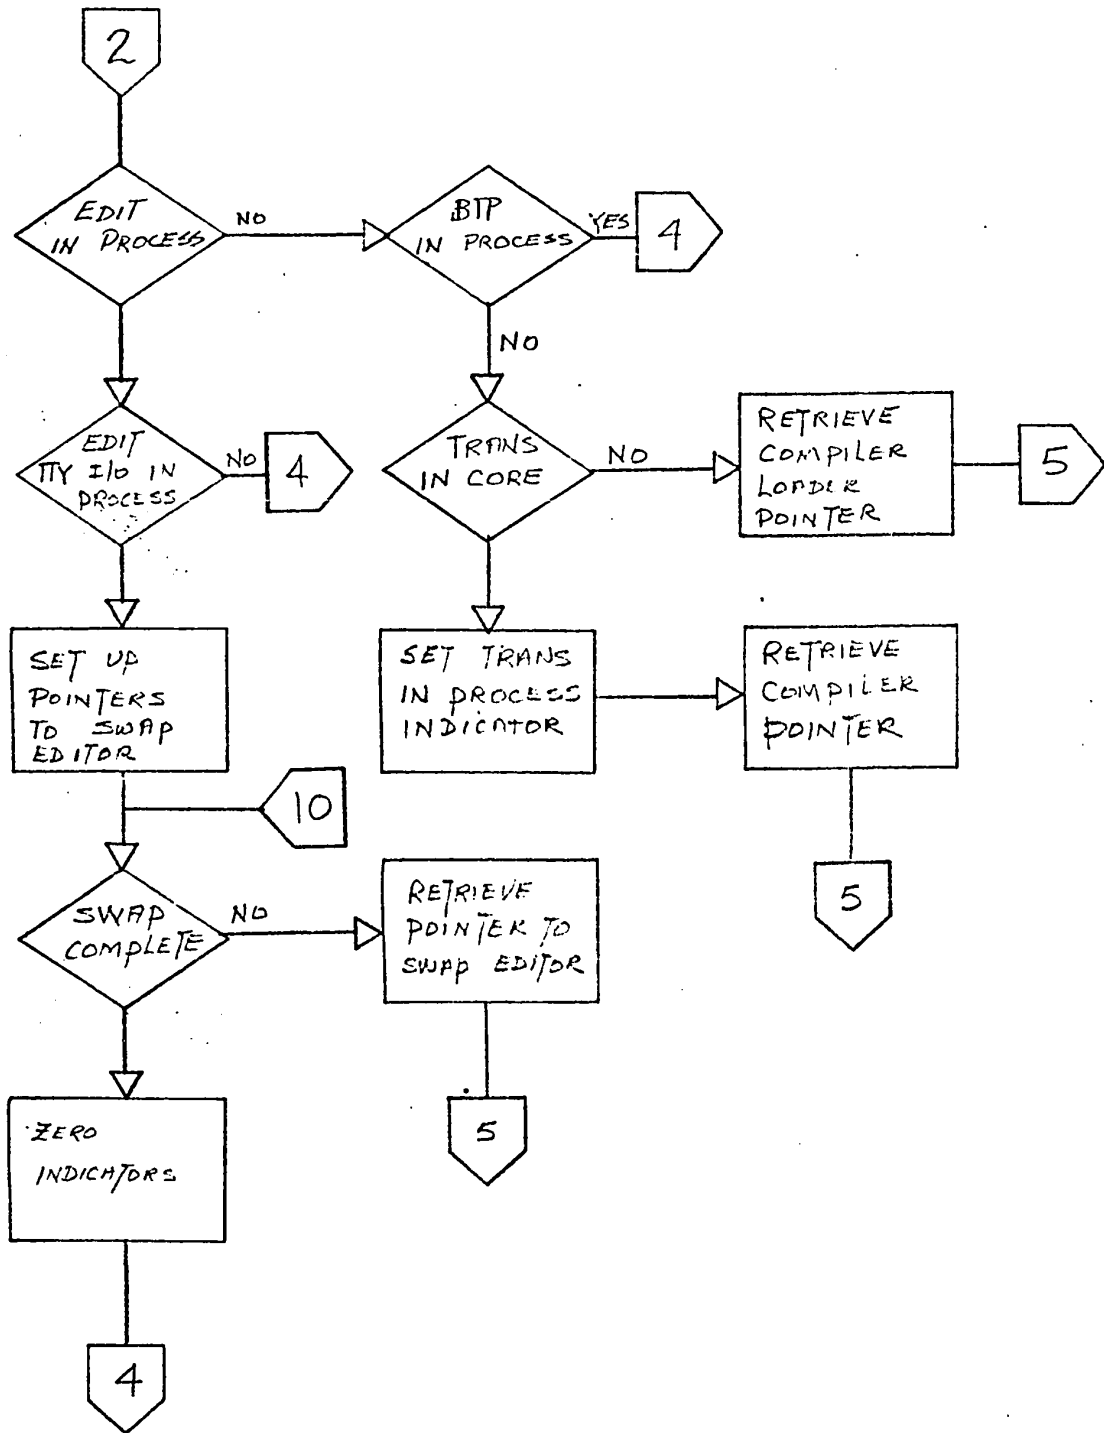 2
EDIT
IN PROCESS
NO
BTP
IN PROCESS
YES
4
NO
EDIT
TTY I/O IN
PROCESS
NO
4
TRANS
IN CORE
NO
RETRIEVE
COMPILER
LOADER
POINTER
5
SET UP
POINTERS
TO SWAP
EDITOR
SET TRANS
IN PROCESS
INDICATOR
RETRIEVE
COMPILER
POINTER
10
5
SWAP
COMPLETE
NO
RETRIEVE
POINTER TO
SWAP EDITOR
5
ZERO
INDICATORS
4